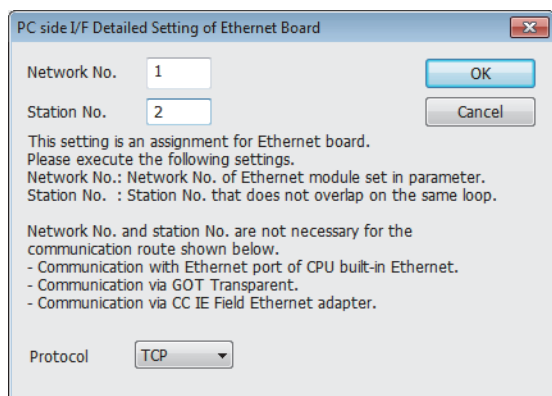 PC side I/F Detailed Setting of Ethernet Board
Network No. 1 OK
Station No. 2 Cancel
This setting is an assignment for Ethernet board.
Please execute the following settings.
Network No.: Network No. of Ethernet module set in parameter.
Station No. : Station No. that does not overlap on the same loop.
Network No. and station No. are not necessary for the
communication route shown below.
- Communication with Ethernet port of CPU built-in Ethernet.
- Communication via GOT Transparent.
- Communication via CC IE Field Ethernet adapter.
Protocol TCP